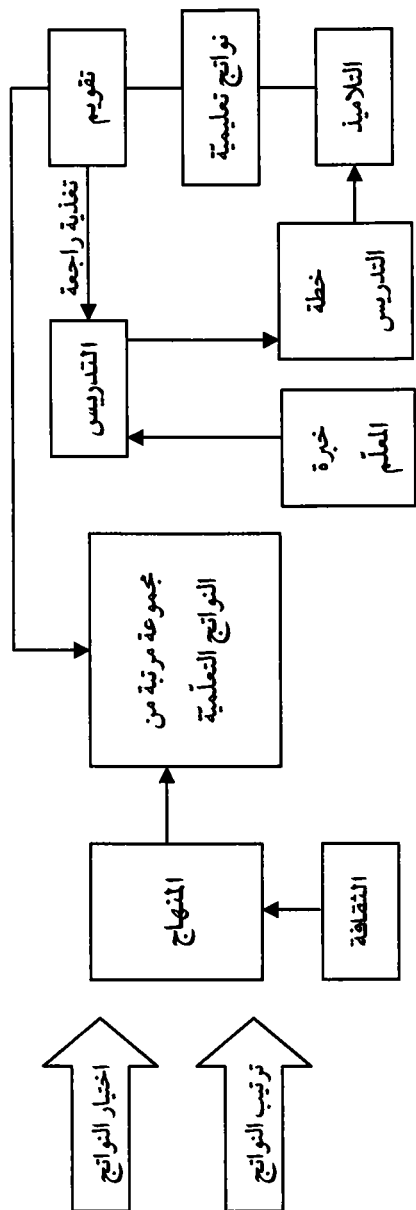 اختيار النواتج
ترتيب النواتج
المنهاج
الثقافة
مجموعة مرتبة من
النواتج التعلّمية
التدريس
خبرة
المعلّم
تغذية راجعة
خطة
التدريس
تقويم
نواتج تعليمية
التلاميذ